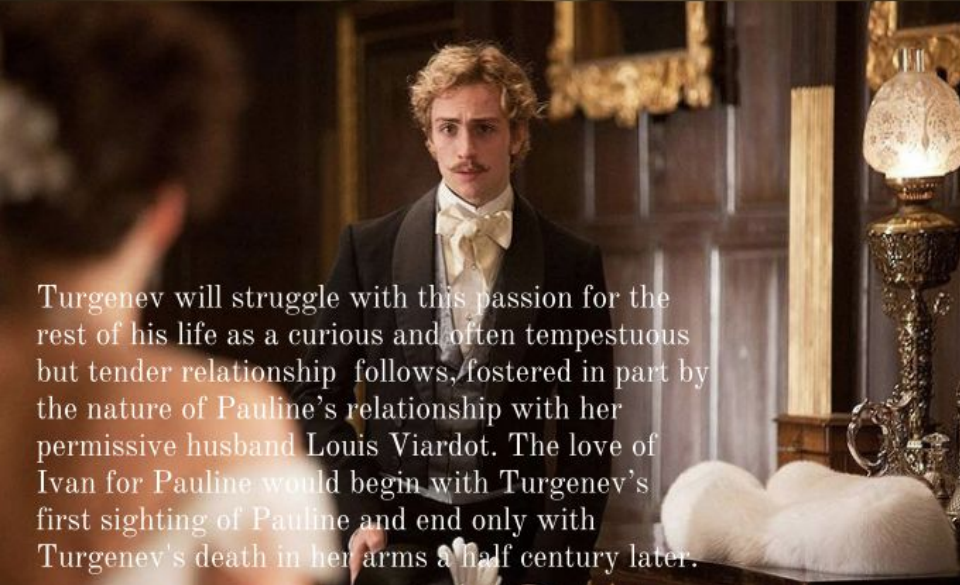 Turgenev will struggle with this passion for the
rest of his life as a curious and often tempestuous
but tender relationship  follows, fostered in part by
the nature of Pauline’s relationship with her
permissive husband Louis Viardot. The love of
Ivan for Pauline would begin with Turgenev’s
first sighting of Pauline and end only with
Turgenev's death in her arms a half century later.